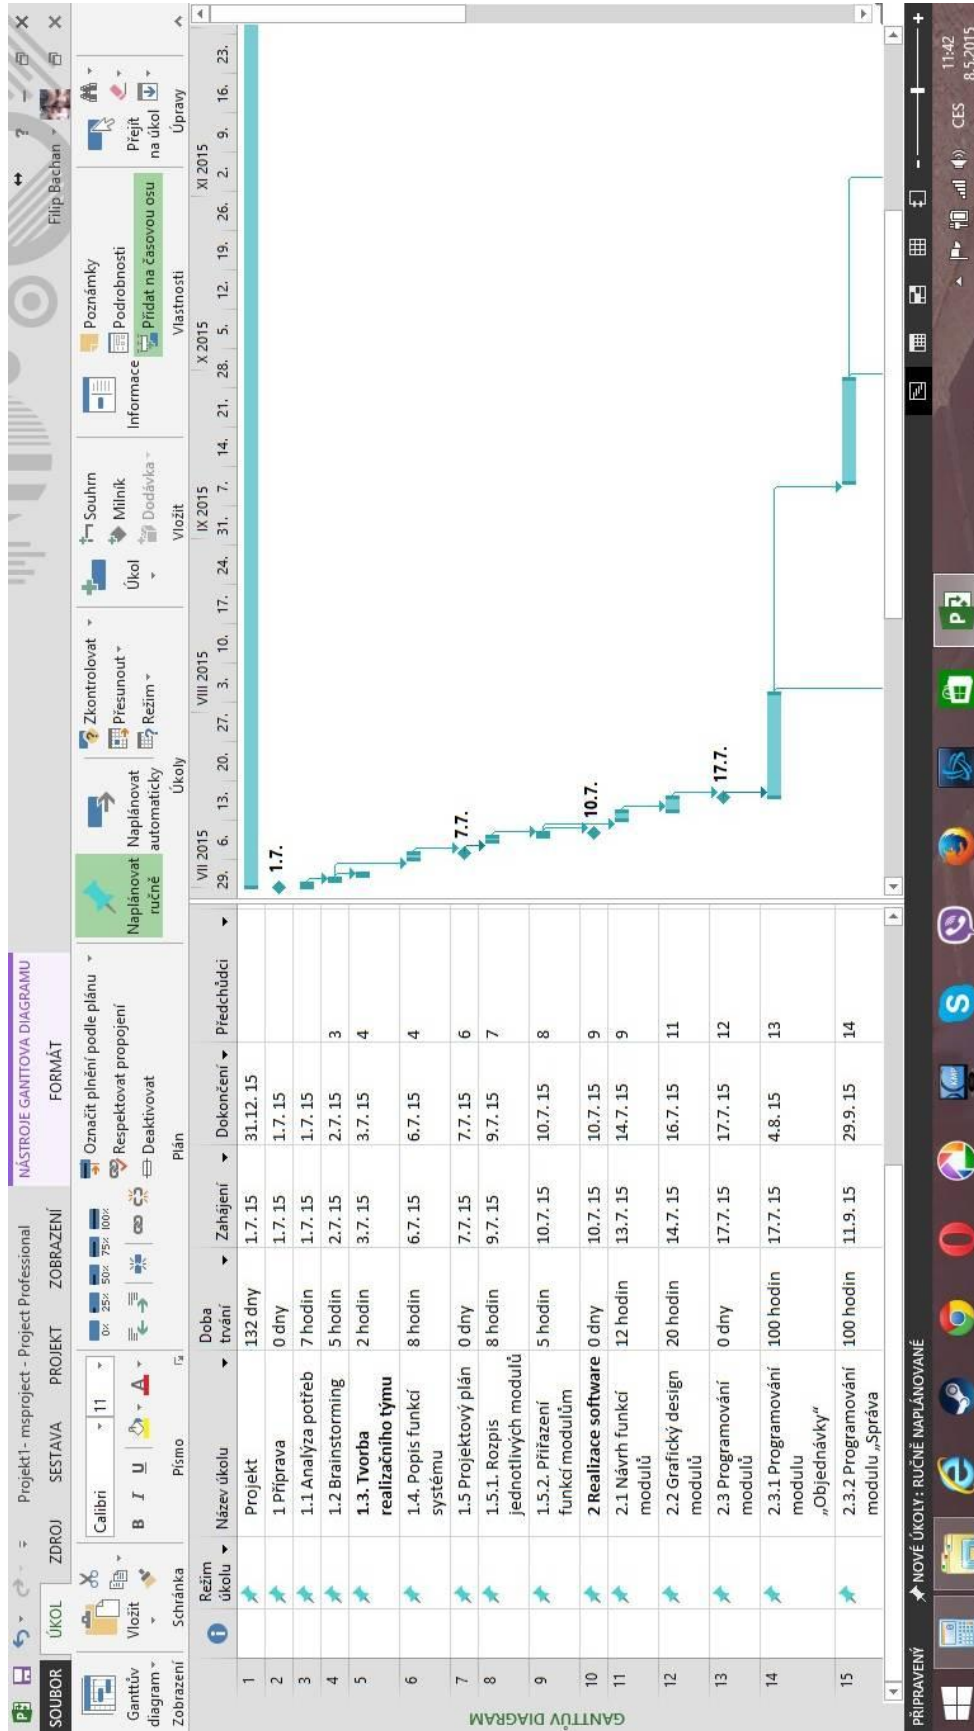 Projekt1 - msproject - Project Professional
NÁSTROJE GANTTOVA DIAGRAMU
?
SOUBOR
ÚKOL
ZDROJ
SESTAVA
PROJEKT
ZOBRAZENÍ
FORMÁT
Filip Bachan
Ganttův
diagram
Zobrazení
Vložit
Schránka
Calibri
11
B I U
A
Písmo
0% 25% 50% 75% 100%
Označit plnění podle plánu
Respektovat propojení
Deaktivovat
Plán
Naplánovat
ručně
Naplánovat
automaticky
Zkontrolovat
Přesunout
Režim
Úkoly
Úkol
Souhrn
Milník
Dodávka
Vložit
Informace
Poznámky
Podrobnosti
Přidat na časovou osu
Vlastnosti
Přejít
na úkol
Úpravy
Režim
úkolu
Název úkolu
Doba
trvání
Zahájení
Dokončení
Předchůdci
VII 2015 VIII 2015 IX 2015 X 2015 XI 2015
29. 6. 13. 20. 27. 3. 10. 17. 24. 31. 7. 14. 21. 28. 5. 12. 19. 26. 2. 9. 16. 23.
1 Projekt 132 dny 1.7. 15 31.12. 15
2 1 Příprava 0 dny 1.7. 15 1.7. 15
3 1.1 Analýza potřeb 7 hodin 1.7. 15 1.7. 15
4 1.2 Brainstorming 5 hodin 2.7. 15 2.7. 15 3
5 1.3. Tvorba 2 hodin 3.7. 15 3.7. 15 4
realizačního týmu
6 1.4. Popis funkcí 8 hodin 6.7. 15 6.7. 15 4
systému
7 1.5 Projektový plán 0 dny 7.7. 15 7.7. 15 6
8 1.5.1. Rozpis 8 hodin 9.7. 15 9.7. 15 7
jednotlivých modulů
9 1.5.2. Přiřazení 5 hodin 10.7. 15 10.7. 15 8
funkcí modulům
10 2 Realizace software 0 dny 10.7. 15 10.7. 15 9
11 2.1 Návrh funkcí 12 hodin 13.7. 15 14.7. 15 9
modulů
12 2.2 Grafický design 20 hodin 14.7. 15 16.7. 15 11
modulů
13 2.3 Programování 0 dny 17.7. 15 17.7. 15 12
modulů
14 2.3.1 Programování 100 hodin 17.7. 15 4.8. 15 13
modulu
„Objednávky“
15 2.3.2 Programování 100 hodin 11.9. 15 29.9. 15 14
modulu „Správa
1.7.
7.7.
10.7.
17.7.
GANTTŮV DIAGRAM
PŘIPRAVENÝ
NOVÉ ÚKOLY : RUČNĚ NAPLÁNOVANÉ
KMP
CES
11:42
8.5.2015